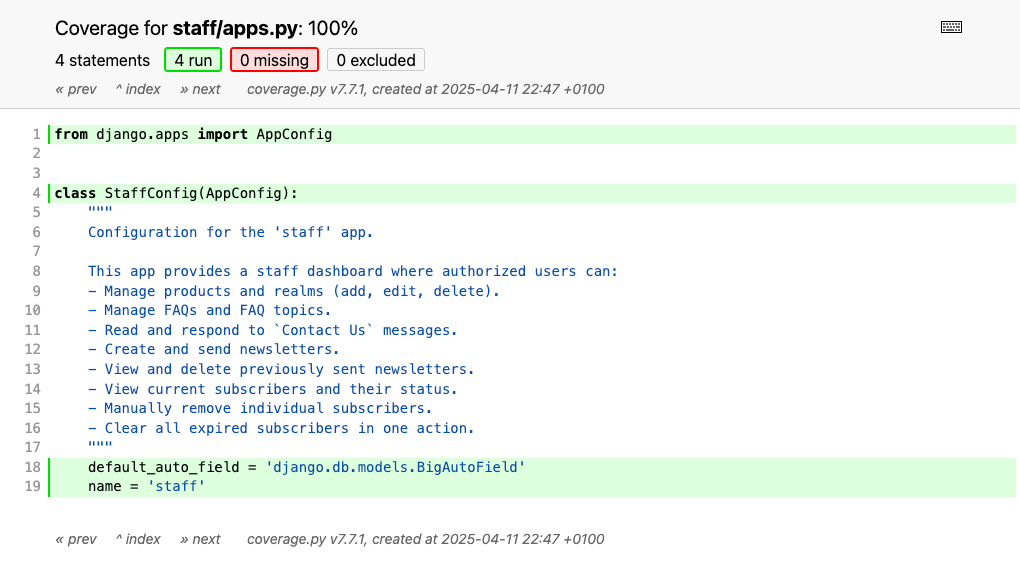 Coverage for staff/apps.py: 100%
4 statements 4 run 0 missing 0 excluded
« prev ^ index » next coverage.py v7.7.1, created at 2025-04-11 22:47 +0100
1 from django.apps import AppConfig
2
3
4 class StaffConfig(AppConfig):
5     """
6     Configuration for the 'staff' app.
7
8     This app provides a staff dashboard where authorized users can:
9     - Manage products and realms (add, edit, delete).
10     - Manage FAQs and FAQ topics.
11     - Read and respond to `Contact Us` messages.
12     - Create and send newsletters.
13     - View and delete previously sent newsletters.
14     - View current subscribers and their status.
15     - Manually remove individual subscribers.
16     - Clear all expired subscribers in one action.
17     """
18     default_auto_field = 'django.db.models.BigAutoField'
19     name = 'staff'
« prev ^ index » next coverage.py v7.7.1, created at 2025-04-11 22:47 +0100